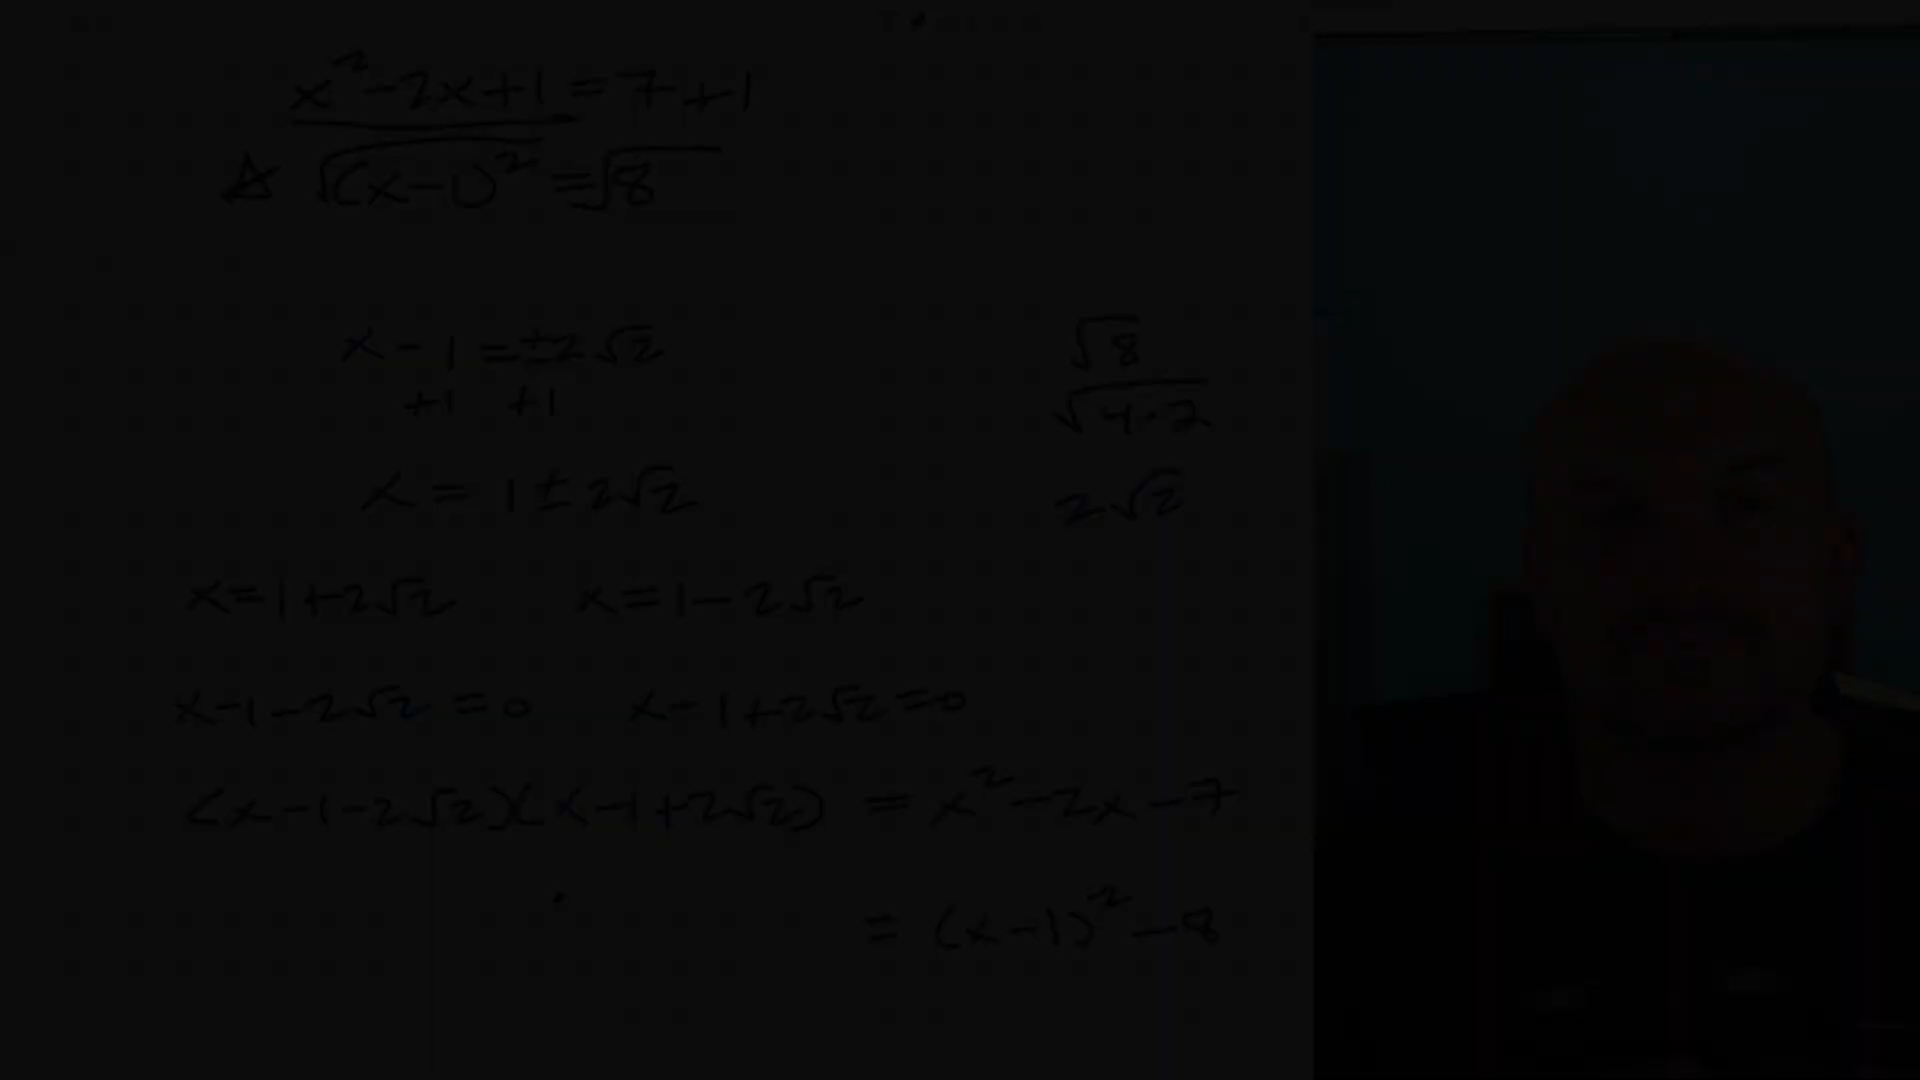 x²-2x+1=7+1
√(x-1)²=√8
x-1=±2√2
+1 +1
x=1±2√2
√8
√4·2
2√2
x=1+2√2 x=1-2√2
x-1-2√2=0 x-1+2√2=0
(x-1-2√2)(x-1+2√2)=x²-2x-7
=(x-1)²-8